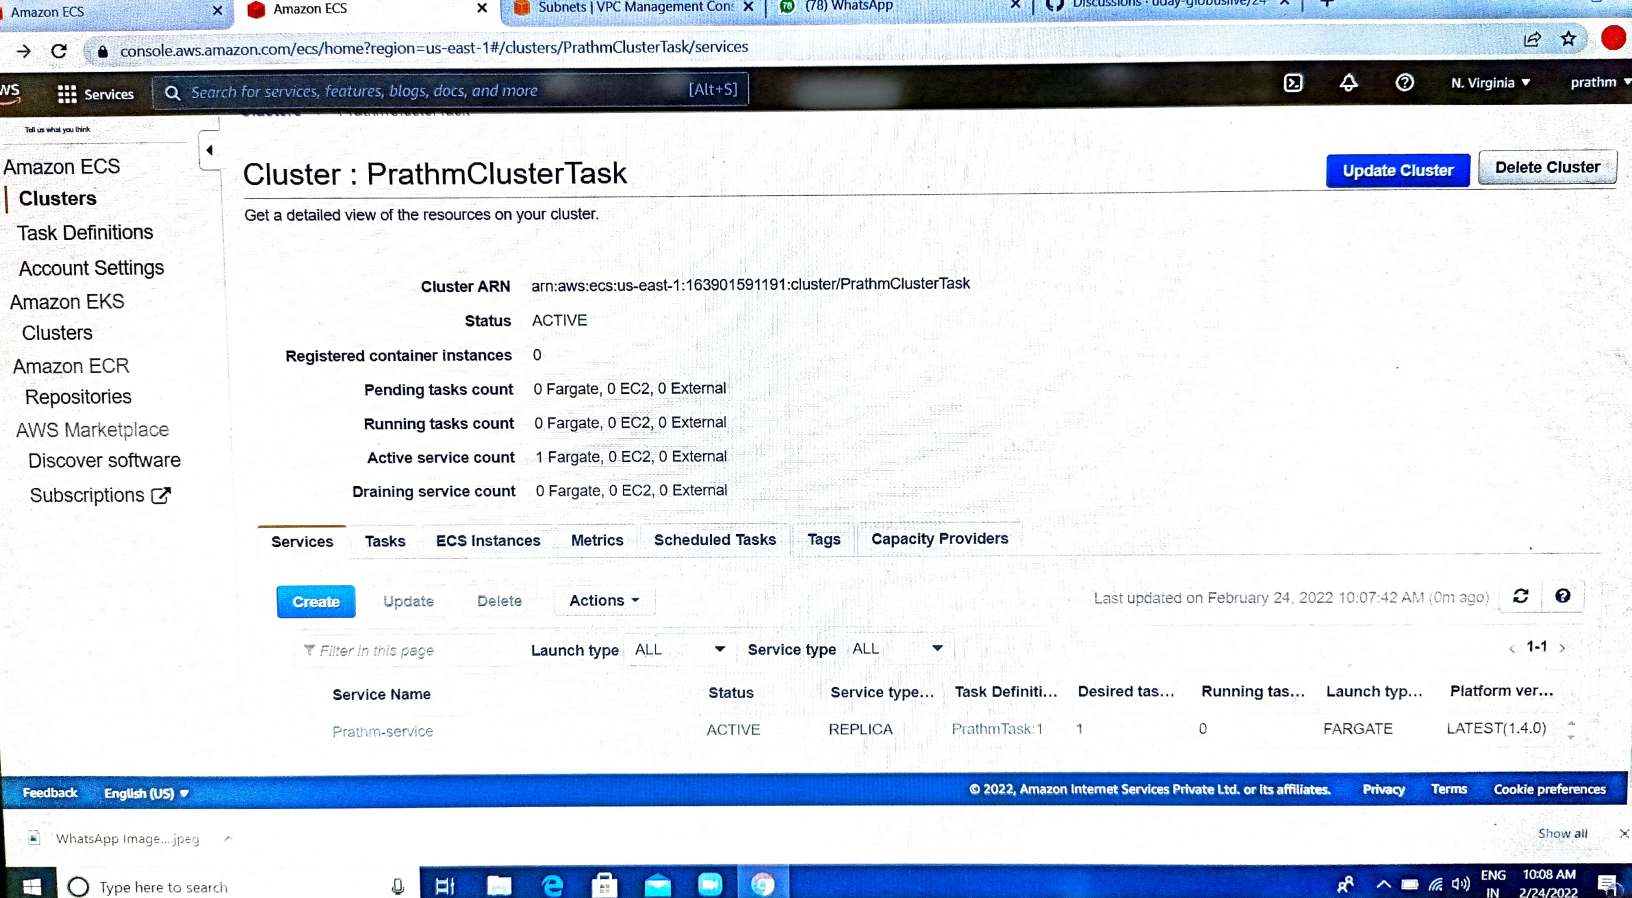 Amazon ECS
Amazon ECS
Subnets | VPC Management Con
(78) WhatsApp
Discussions · uday-globuslive/24-
console.aws.amazon.com/ecs/home?region=us-east-1#/clusters/PrathmClusterTask/services
Services
Search for services, features, blogs, docs, and more
[Alt+S]
N. Virginia
prathm
Tell us what you think
Amazon ECS
Clusters
Task Definitions
Account Settings
Amazon EKS
Clusters
Amazon ECR
Repositories
AWS Marketplace
Discover software
Subscriptions
Cluster : PrathmClusterTask
Update Cluster
Delete Cluster
Get a detailed view of the resources on your cluster.
Cluster ARN arn:aws:ecs:us-east-1:163901591191:cluster/PrathmClusterTask
Status ACTIVE
Registered container instances 0
Pending tasks count 0 Fargate, 0 EC2, 0 External
Running tasks count 0 Fargate, 0 EC2, 0 External
Active service count 1 Fargate, 0 EC2, 0 External
Draining service count 0 Fargate, 0 EC2, 0 External
Services Tasks ECS Instances Metrics Scheduled Tasks Tags Capacity Providers
Create Update Delete Actions
Last updated on February 24, 2022 10:07:42 AM (0m ago)
Filter in this page Launch type ALL Service type ALL
< 1-1 >
Service Name Status Service type... Task Definiti... Desired tas... Running tas... Launch typ... Platform ver...
Prathm-service ACTIVE REPLICA PrathmTask:1 1 0 FARGATE LATEST(1.4.0)
Feedback English (US)
© 2022, Amazon Internet Services Private Ltd. or its affiliates. Privacy Terms Cookie preferences
WhatsApp Image....jpeg
Show all
Type here to search
ENG
IN
10:08 AM
2/24/2022